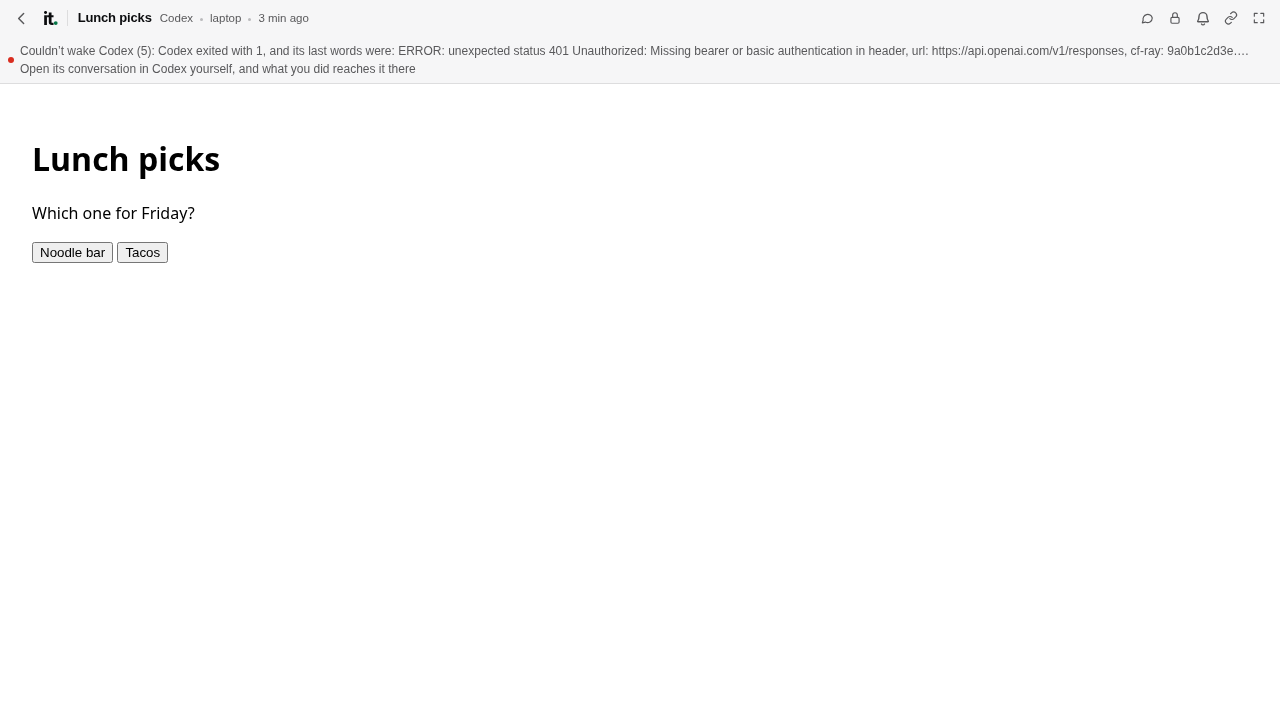 it. Lunch picks Codex • laptop • 3 min ago
Couldn't wake Codex (5): Codex exited with 1, and its last words were: ERROR: unexpected status 401 Unauthorized: Missing bearer or basic authentication in header, url: https://api.openai.com/v1/responses, cf-ray: 9a0b1c2d3e….
Open its conversation in Codex yourself, and what you did reaches it there
Lunch picks
Which one for Friday?
Noodle bar Tacos